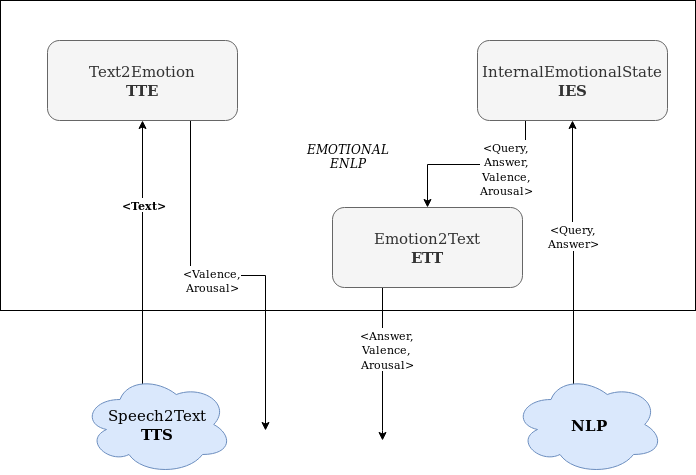 Text2Emotion
TTE
InternalEmotionalState
IES
EMOTIONAL
ENLP
<Query,
Answer,
Valence,
Arousal>
<Text>
Emotion2Text
ETT
<Query,
Answer>
<Valence,
Arousal>
<Answer,
Valence,
Arousal>
Speech2Text
TTS
NLP